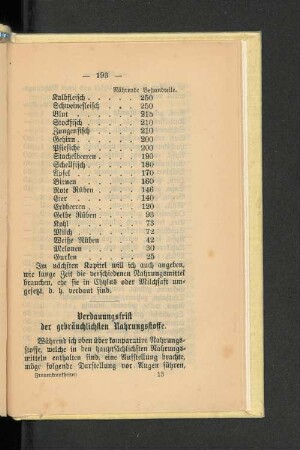 — 193 —
Nährende Bestandteile.
Kalbfleisch . . . . . 250
Schweinefleisch . . . . 250
Blut . . . . . . 215
Stockfisch . . . . . 210
Zungenfisch . . . . . 210
Gehirn . . . . . . 200
Pfirsiche . . . . . 200
Stachelbeeren . . . . 190
Schellfisch . . . . . 180
Äpfel . . . . . . 170
Birnen . . . . . . 160
Rote Rüben . . . . . 146
Eier . . . . . . 140
Erdbeeren . . . . . 120
Gelbe Rüben . . . . . 93
Kohl . . . . . . 73
Milch . . . . . . 72
Weiße Rüben . . . . . 42
Melonen . . . . . . 30
Gurken . . . . . . 25
Im nächsten Kapitel will ich auch angeben,
wie lange Zeit die verschiedenen Nahrungsmittel
brauchen, ehe sie in Chylus oder Milchsaft um-
gesetzt, d. h. verdaut sind.
Verdauungsfrist
der gebräuchlichsten Nahrungsstoffe.
Während ich oben über komparative Nahrungs-
stoffe, welche in den hauptsächlichsten Nahrungs-
mitteln enthalten sind, eine Aufstellung brachte,
möge folgende Darstellung vor Augen führen,
13